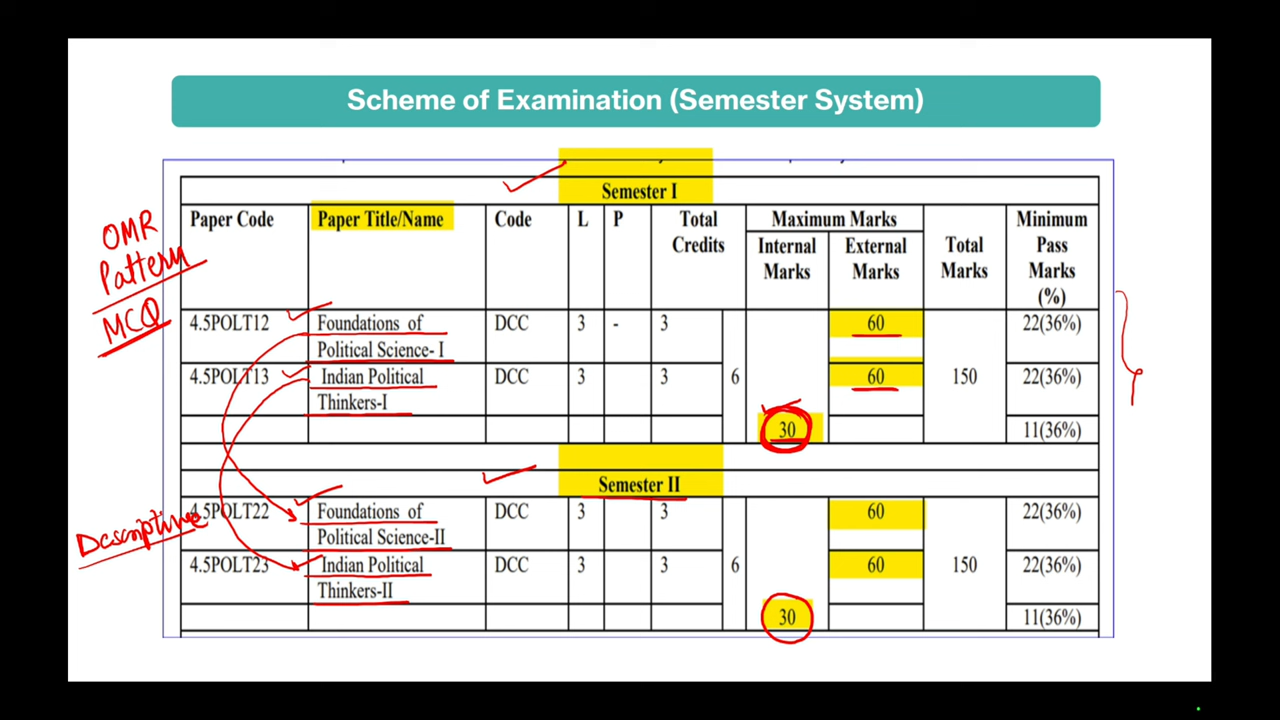 Scheme of Examination (Semester System)
Semester I
Paper Code Paper Title/Name Code L P Total Credits Maximum Marks Total Marks Minimum Pass Marks (%)
Internal Marks External Marks
OMR
Pattern
MCQ
4.5POLT12 Foundations of Political Science- I DCC 3 - 3 60 22(36%)
4.5POLT13 Indian Political Thinkers-I DCC 3 3 6 60 150 22(36%)
30 11(36%)
Semester II
4.5POLT22 Foundations of Political Science-II DCC 3 3 60 22(36%)
Descriptive
4.5POLT23 Indian Political Thinkers-II DCC 3 3 6 60 150 22(36%)
30 11(36%)